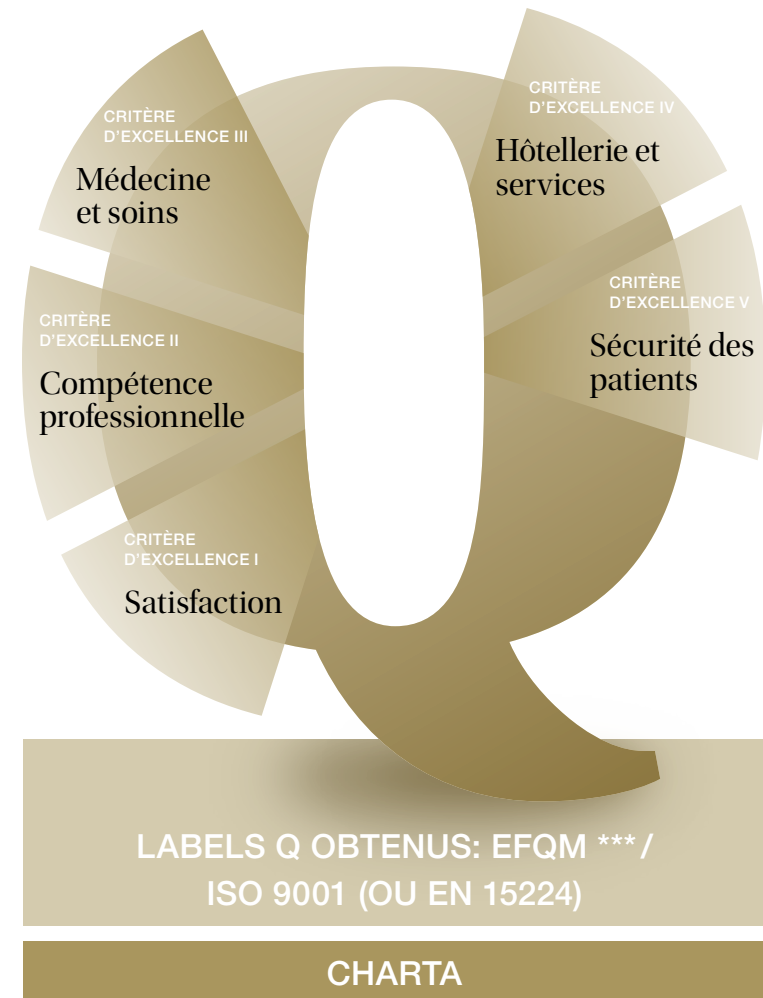 CRITÈRE
D'EXCELLENCE III
Médecine
et soins
CRITÈRE
D'EXCELLENCE IV
Hôtellerie et
services
CRITÈRE
D'EXCELLENCE II
Compétence
professionnelle
CRITÈRE
D'EXCELLENCE V
Sécurité des
patients
CRITÈRE
D'EXCELLENCE I
Satisfaction
LABELS Q OBTENUS: EFQM ***/
ISO 9001 (OU EN 15224)
CHARTA